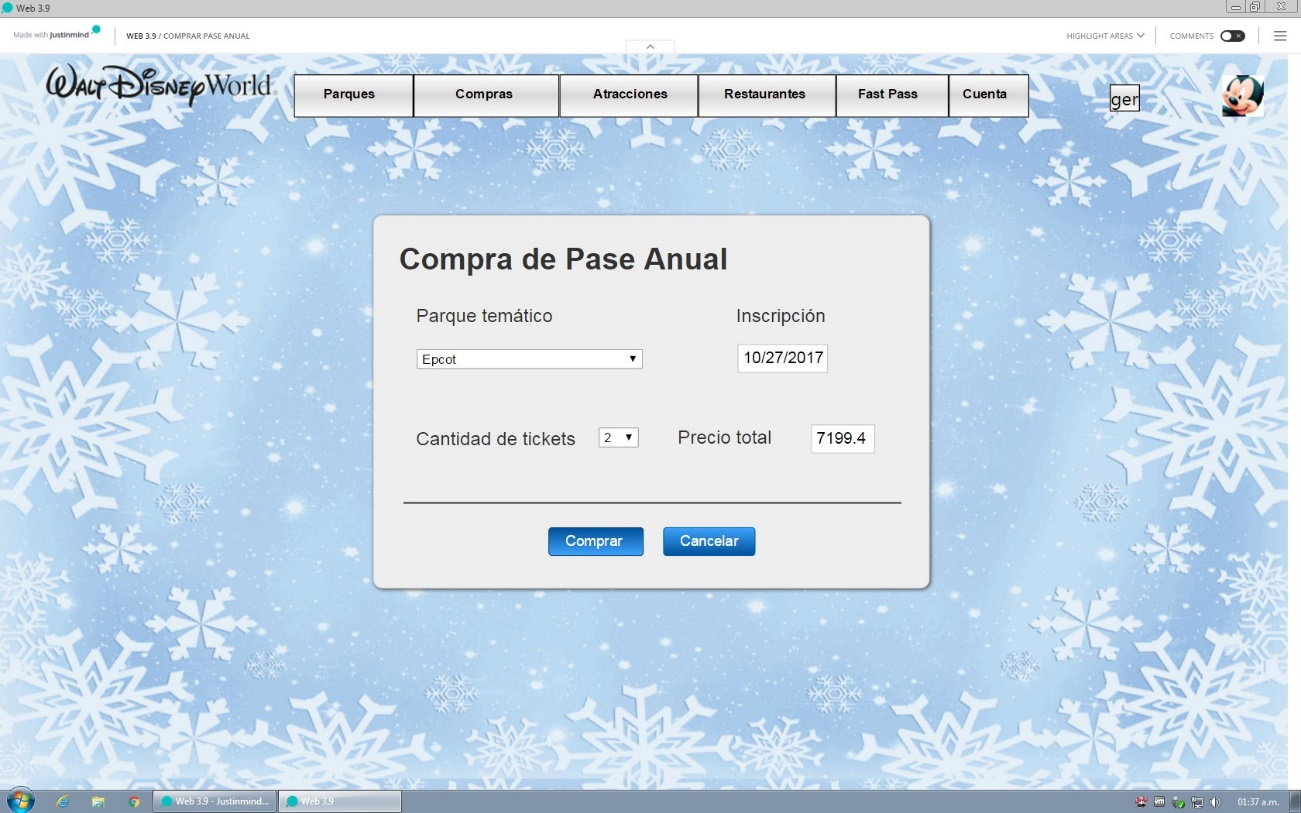 Web 3.9
Made with Justinmind
WEB 3.9 / COMPRAR PASE ANUAL
HIGHLIGHT AREAS
COMMENTS
Walt Disney World
Parques
Compras
Atracciones
Restaurantes
Fast Pass
Cuenta
ger
Compra de Pase Anual
Parque temático
Inscripción
Epcot
10/27/2017
Cantidad de tickets
2
Precio total
7199.4
Comprar
Cancelar
Web 3.9 - Justinmind...
Web 3.9
01:37 a.m.